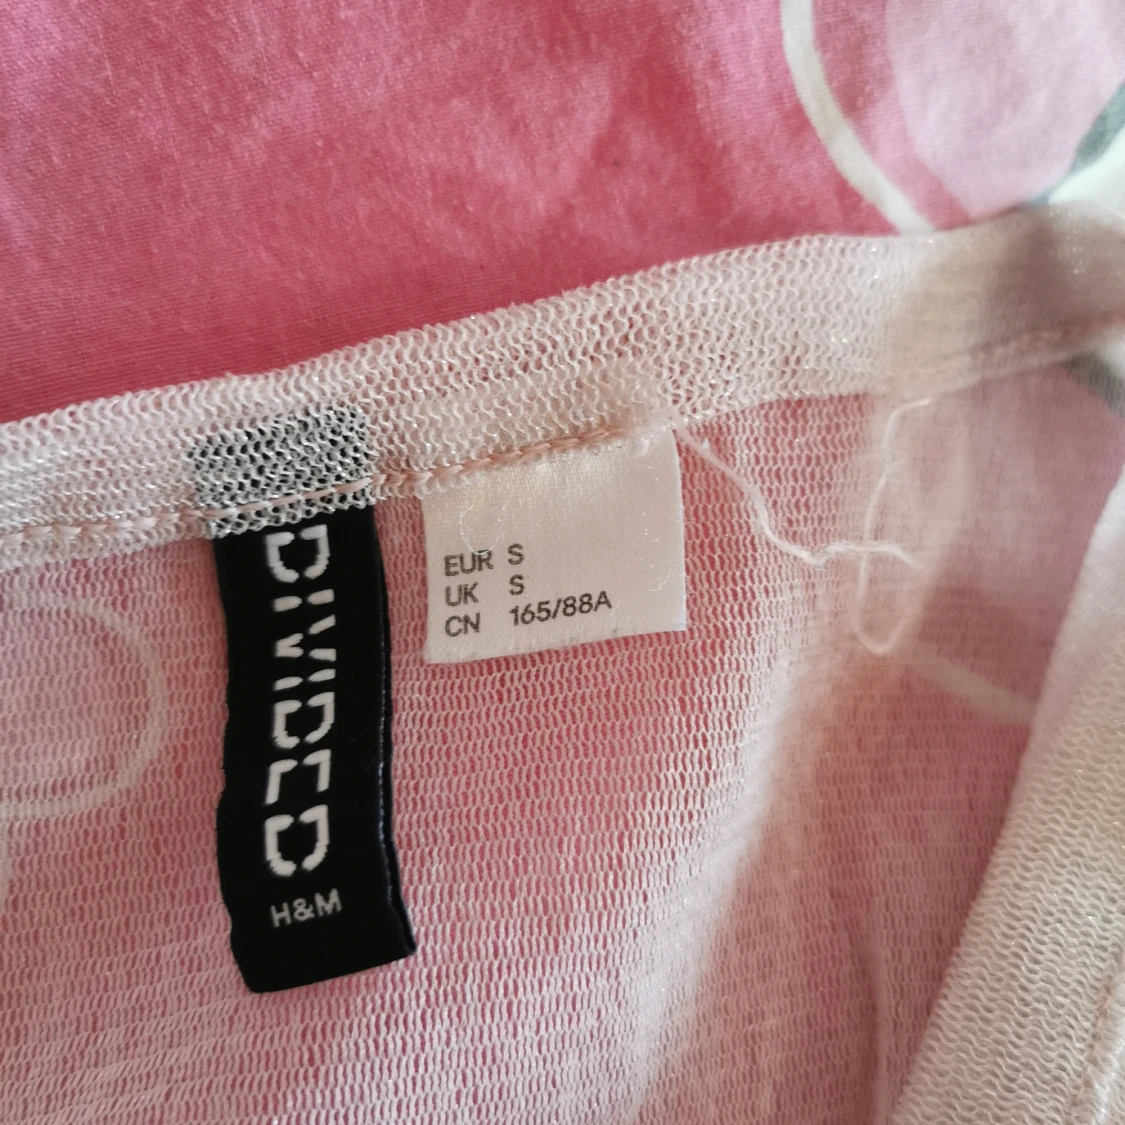 DIVIDED
H&M
EUR S
UK S
CN 165/88A